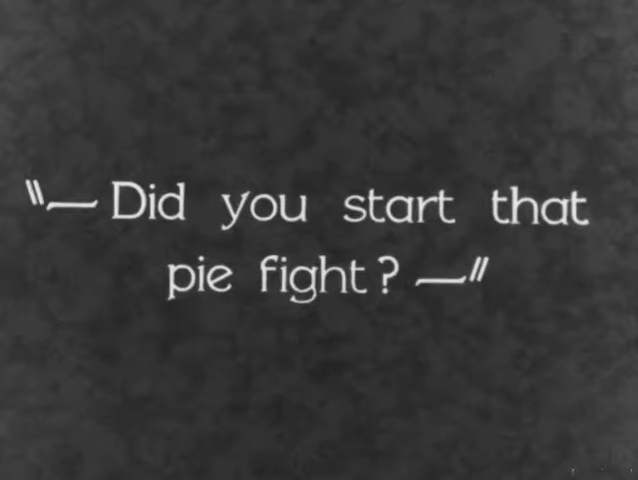 "— Did you start that
pie fight? —"